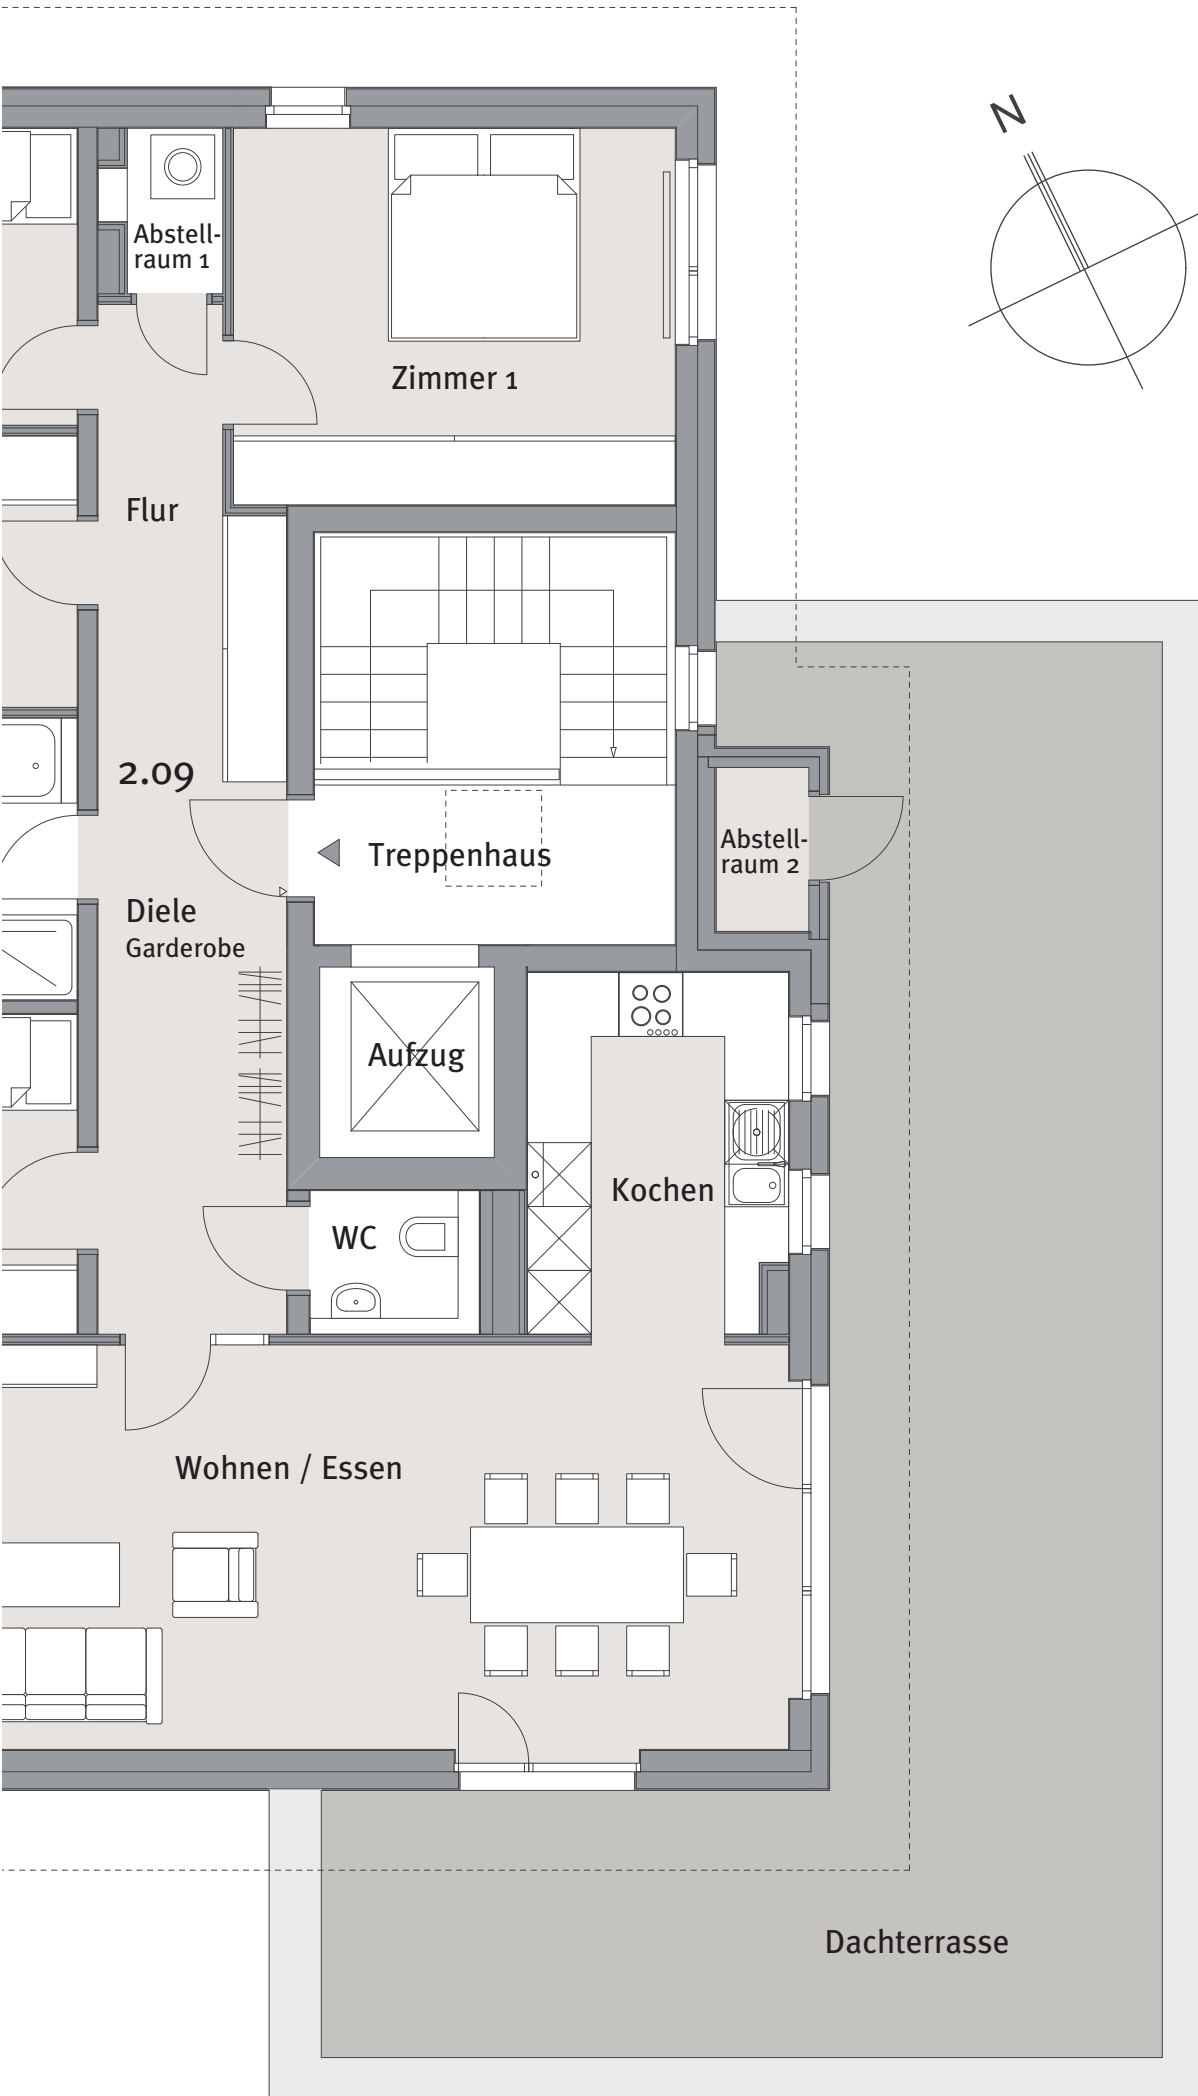 N
Abstell-
raum 1
Zimmer 1
Flur
2.09
Treppenhaus
Abstell-
raum 2
Diele
Garderobe
Aufzug
Kochen
WC
Wohnen / Essen
Dachterrasse